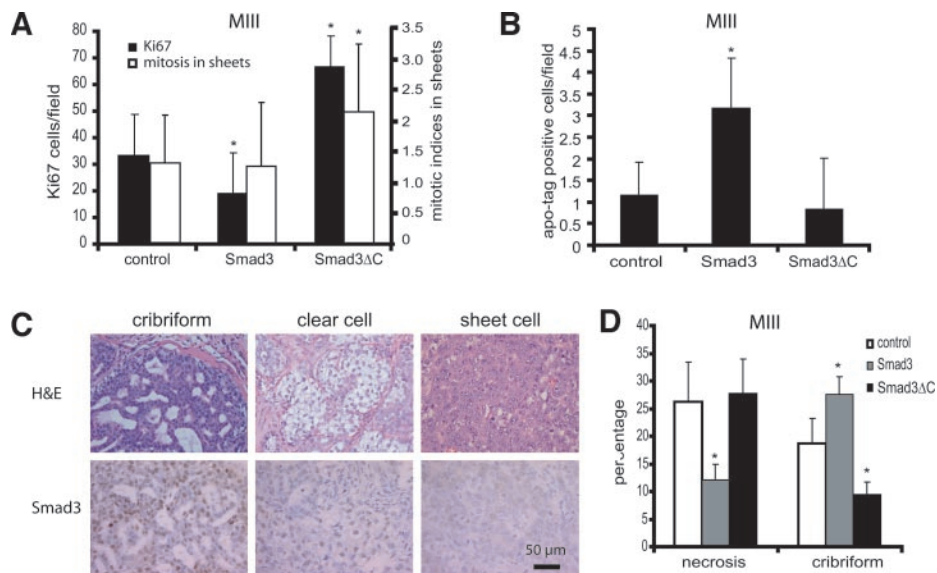 A
MIII
Ki67
mitosis in sheets
Ki67 cells/field
80
70
60
50
40
30
20
10
0
*
*
*
3.5
3.0
2.5
2.0
1.5
1.0
0.5
0
mitotic indices in sheets
control
Smad3
Smad3ΔC
B
MIII
apo-tag positive cells/field
5
4.5
4
3.5
3
2.5
2
1.5
1
0.5
*
control
Smad3
Smad3ΔC
C
cribriform
clear cell
sheet cell
H&E
Smad3
50 µm
D
MIII
control
Smad3
Smad3ΔC
percentage
40
35
30
25
20
15
10
5
0
*
*
*
necrosis
cribriform